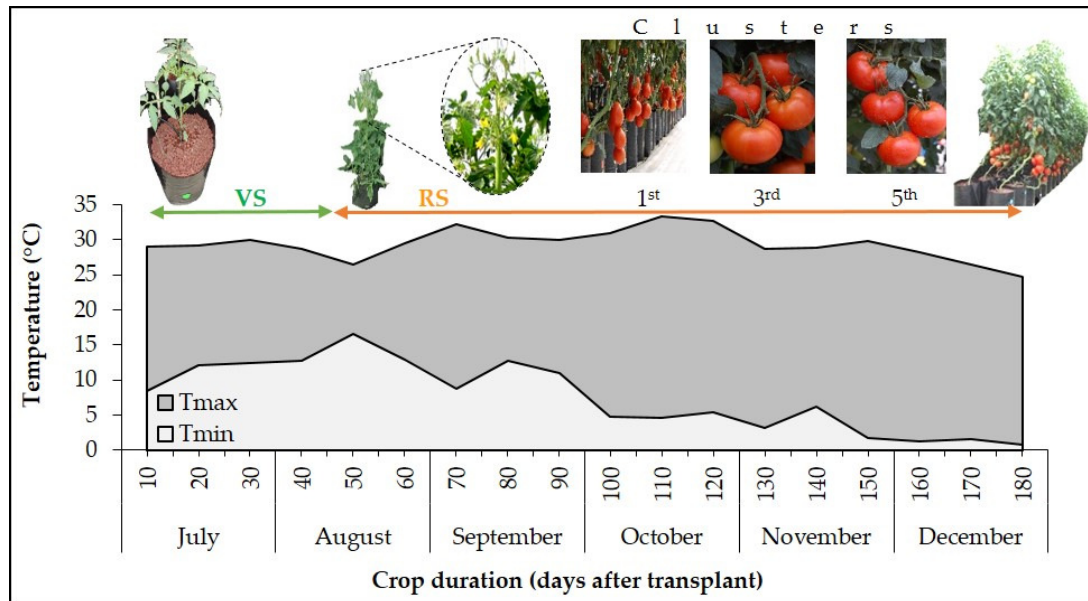 C l u s t e r s
VS
RS
1st
3rd
5th
35
30
25
20
15
10
5
0
Temperature (°C)
Tmax
Tmin
10 20 30 40 50 60 70 80 90 100 110 120 130 140 150 160 170 180
July August September October November December
Crop duration (days after transplant)